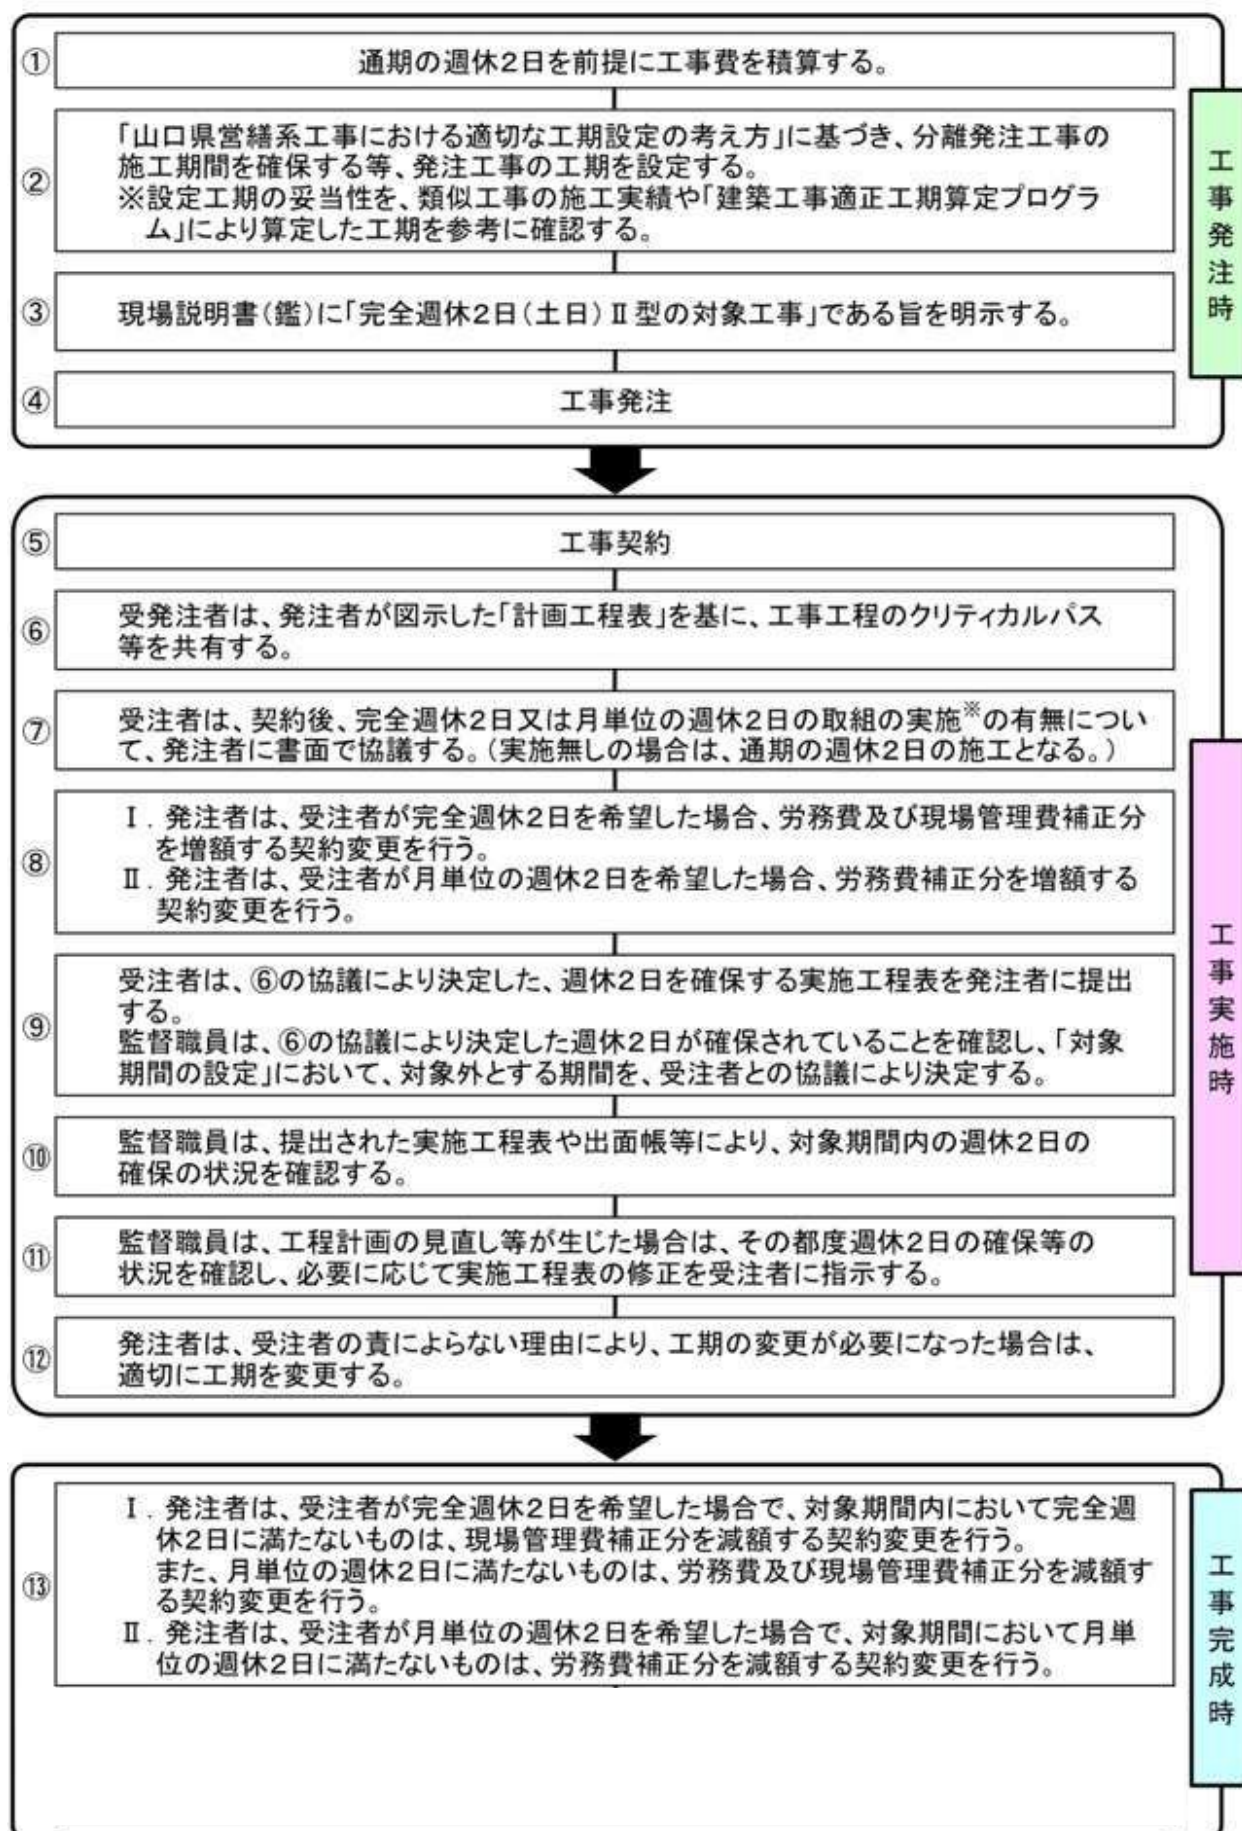 ① 通期の週休2日を前提に工事費を積算する。
② 「山口県営繕系工事における適切な工期設定の考え方」に基づき、分離発注工事の
施工期間を確保する等、発注工事の工期を設定する。
※設定工期の妥当性を、類似工事の施工実績や「建築工事適正工期算定プログラ
ム」により算定した工期を参考に確認する。
③ 現場説明書(鑑)に「完全週休2日(土日)Ⅱ型の対象工事」である旨を明示する。
④ 工事発注
工事発注時
⑤ 工事契約
⑥ 受発注者は、発注者が図示した「計画工程表」を基に、工事工程のクリティカルパス
等を共有する。
⑦ 受注者は、契約後、完全週休2日又は月単位の週休2日の取組の実施※の有無につい
て、発注者に書面で協議する。(実施無しの場合は、通期の週休2日の施工となる。)
⑧ Ⅰ. 発注者は、受注者が完全週休2日を希望した場合、労務費及び現場管理費補正分
を増額する契約変更を行う。
Ⅱ. 発注者は、受注者が月単位の週休2日を希望した場合、労務費補正分を増額する
契約変更を行う。
⑨ 受注者は、⑥の協議により決定した、週休2日を確保する実施工程表を発注者に提出
する。
監督職員は、⑥の協議により決定した週休2日が確保されていることを確認し、「対象
期間の設定」において、対象外とする期間を、受注者との協議により決定する。
⑩ 監督職員は、提出された実施工程表や出面帳等により、対象期間内の週休2日の
確保の状況を確認する。
⑪ 監督職員は、工程計画の見直し等が生じた場合は、その都度週休2日の確保等の
状況を確認し、必要に応じて実施工程表の修正を受注者に指示する。
⑫ 発注者は、受注者の責によらない理由により、工期の変更が必要になった場合は、
適切に工期を変更する。
工事実施時
⑬ Ⅰ. 発注者は、受注者が完全週休2日を希望した場合で、対象期間内において完全週
休2日に満たないものは、現場管理費補正分を減額する契約変更を行う。
また、月単位の週休2日に満たないものは、労務費及び現場管理費補正分を減額す
る契約変更を行う。
Ⅱ. 発注者は、受注者が月単位の週休2日を希望した場合で、対象期間において月単
位の週休2日に満たないものは、労務費補正分を減額する契約変更を行う。
工事完成時